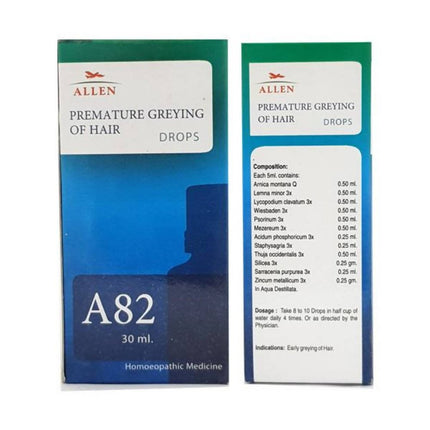 ALLEN
PREMATURE GREYING
OF HAIR
DROPS
A82
30 ml.
Homoeopathic Medicine
ALLEN
PREMATURE GREYING
OF HAIR
DROPS
Composition:
Each 5ml. contains:
Arnica montana Q 0.50 ml.
Lemna minor 3x 0.50 ml.
Lycopodium clavatum 3x 0.50 ml.
Wiesbaden 3x 0.50 ml.
Psorinum 3x 0.50 ml.
Mezereum 3x 0.50 ml.
Acidum phosphoricum 3x 0.25 ml.
Staphysagria 3x 0.25 ml.
Thuja occidentalis 3x 0.50 ml.
Silicea 3x 0.25 gm.
Sarracenia purpurea 3x 0.25 ml.
Zincum metallicum 3x 0.25 gm.
In Aqua Destillata.
Dosage : Take 8 to 10 Drops in half cup of
water daily 4 times. Or as directed by the
Physician.
Indications: Early greying of Hair.